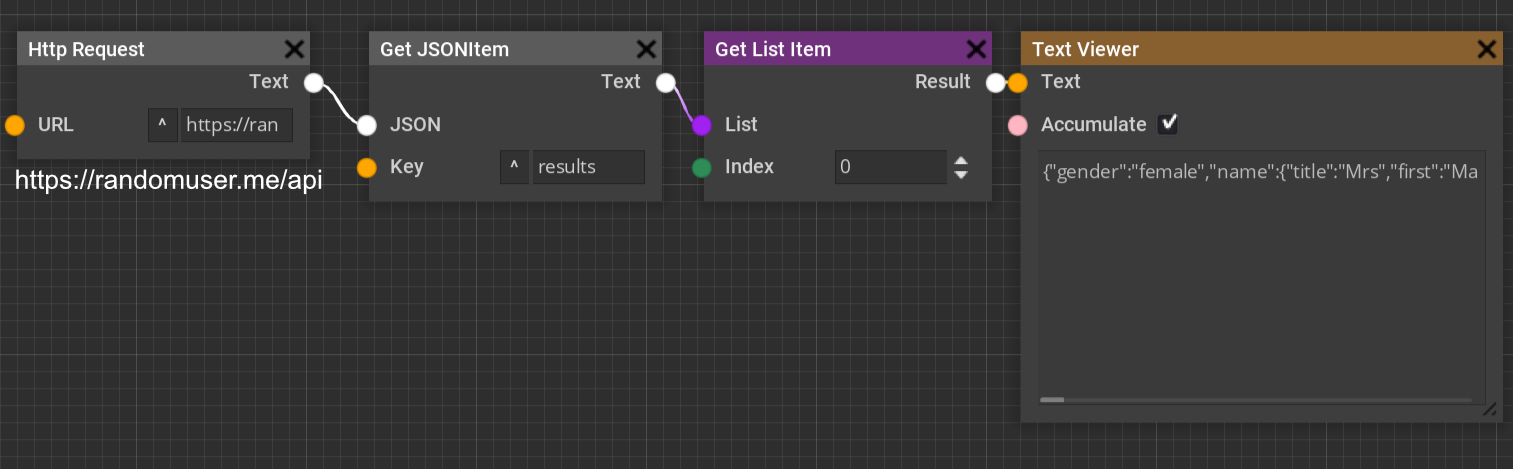 Http Request
Text
URL ^ https://ran
https://randomuser.me/api
Get JSONItem
Text
JSON
Key ^ results
Get List Item
Result
List
Index 0
Text Viewer
Text
Accumulate
{"gender":"female","name":{"title":"Mrs","first":"Ma